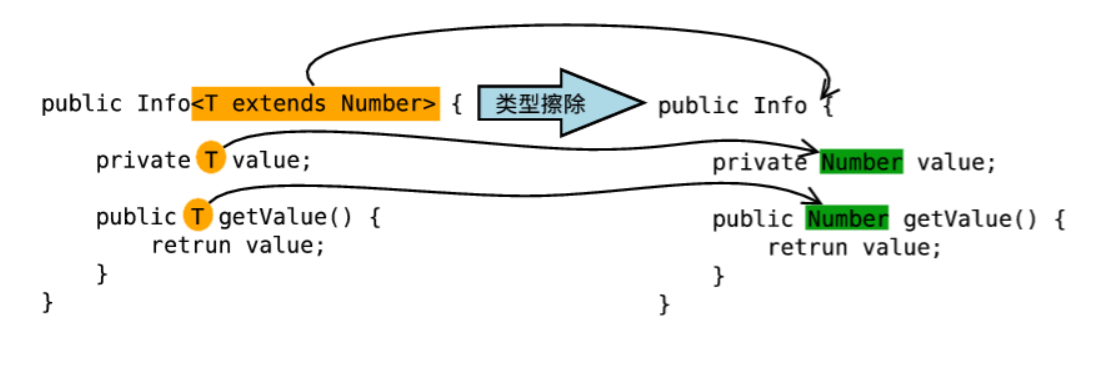 public Info<T extends Number> {
    private T value;
    public T getValue() {
        retrun value;
    }
}
类型擦除
public Info {
    private Number value;
    public Number getValue() {
        retrun value;
    }
}